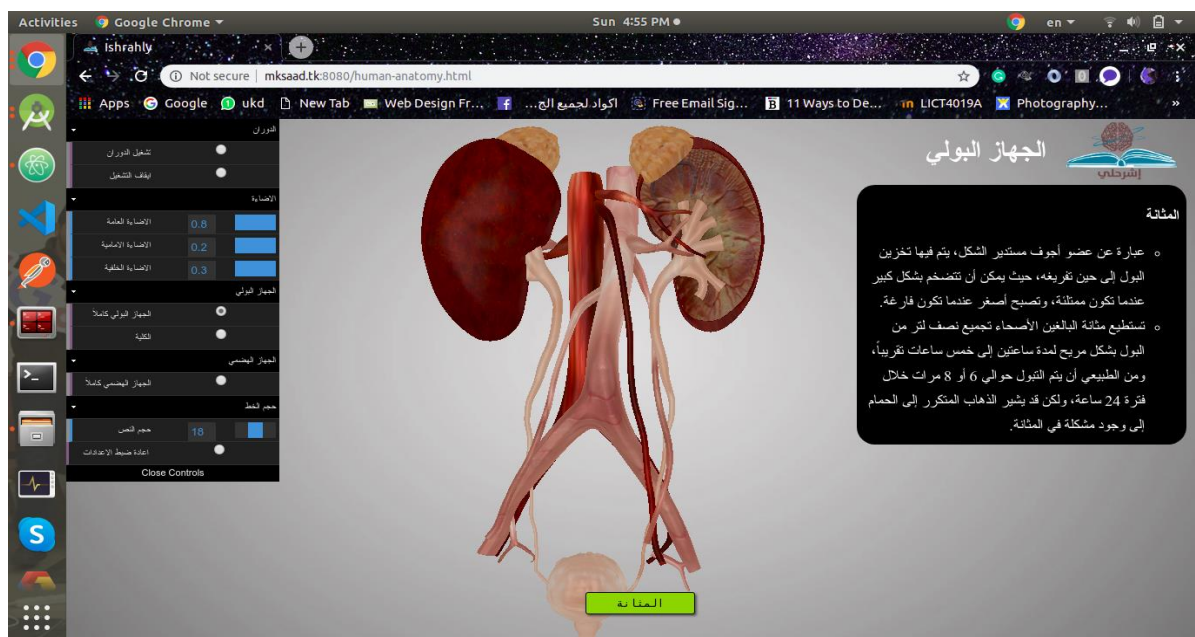 Activities
Google Chrome
Sun 4:55 PM
en
Ishrahly
Not secure | mksaad.tk:8080/human-anatomy.html
Apps
Google
ukd
New Tab
Web Design Fr...
اكواد لجميع الج...
Free Email Sig...
11 Ways to De...
LICT4019A
Photography...
»
الدوران
تشغيل الدوران
ايقاف التشغيل
الاضاءة
الاضاءة العامة
0.8
الاضاءة الامامية
0.2
الاضاءة الخلفية
0.3
الجهاز البولي
الجهاز البولي كاملاً
الكلية
الجهاز الهضمي
الجهاز الهضمي كاملاً
حجم الخط
حجم النص
18
اعادة ضبط الاعدادات
Close Controls
الجهاز البولي
إشرحلي
المثانة
عبارة عن عضو أجوف مستدير الشكل، يتم فيها تخزين
البول إلى حين تفريغه، حيث يمكن أن تتضخم بشكل كبير
عندما تكون ممتلئة، وتصبح أصغر عندما تكون فارغة.
تستطيع مثانة البالغين الأصحاء تجميع نصف لتر من
البول بشكل مريح لمدة ساعتين إلى خمس ساعات تقريباً،
ومن الطبيعي أن يتم التبول حوالي 6 أو 8 مرات خلال
فترة 24 ساعة، ولكن قد يشير الذهاب المتكرر إلى الحمام
إلى وجود مشكلة في المثانة.
المثانة